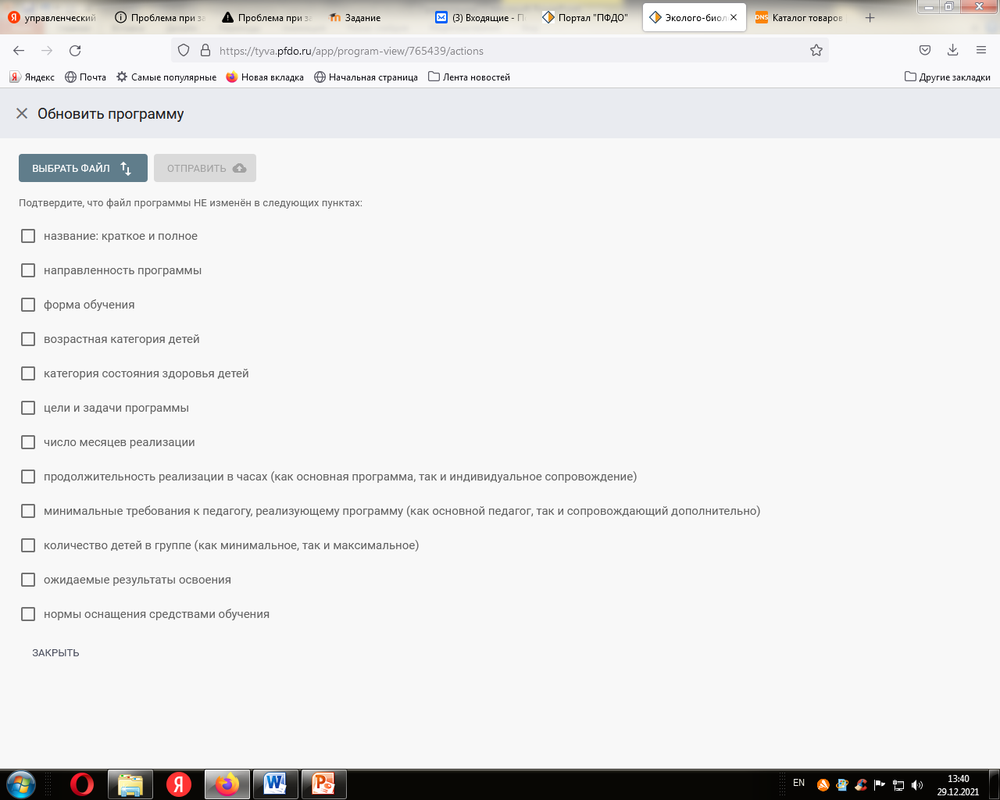 управленческий
Проблема при за
Проблема при за
Задание
(3) Входящие - П
Портал "ПФДО"
Эколого-биол
Каталог товаров
https://tyva.pfdo.ru/app/program-view/765439/actions
Яндекс
Почта
Самые популярные
Новая вкладка
Начальная страница
Лента новостей
Другие закладки
Обновить программу
ВЫБРАТЬ ФАЙЛ
ОТПРАВИТЬ
Подтвердите, что файл программы НЕ изменён в следующих пунктах:
название: краткое и полное
направленность программы
форма обучения
возрастная категория детей
категория состояния здоровья детей
цели и задачи программы
число месяцев реализации
продолжительность реализации в часах (как основная программа, так и индивидуальное сопровождение)
минимальные требования к педагогу, реализующему программу (как основной педагог, так и сопровождающий дополнительно)
количество детей в группе (как минимальное, так и максимальное)
ожидаемые результаты освоения
нормы оснащения средствами обучения
ЗАКРЫТЬ
EN
13:40
29.12.2021